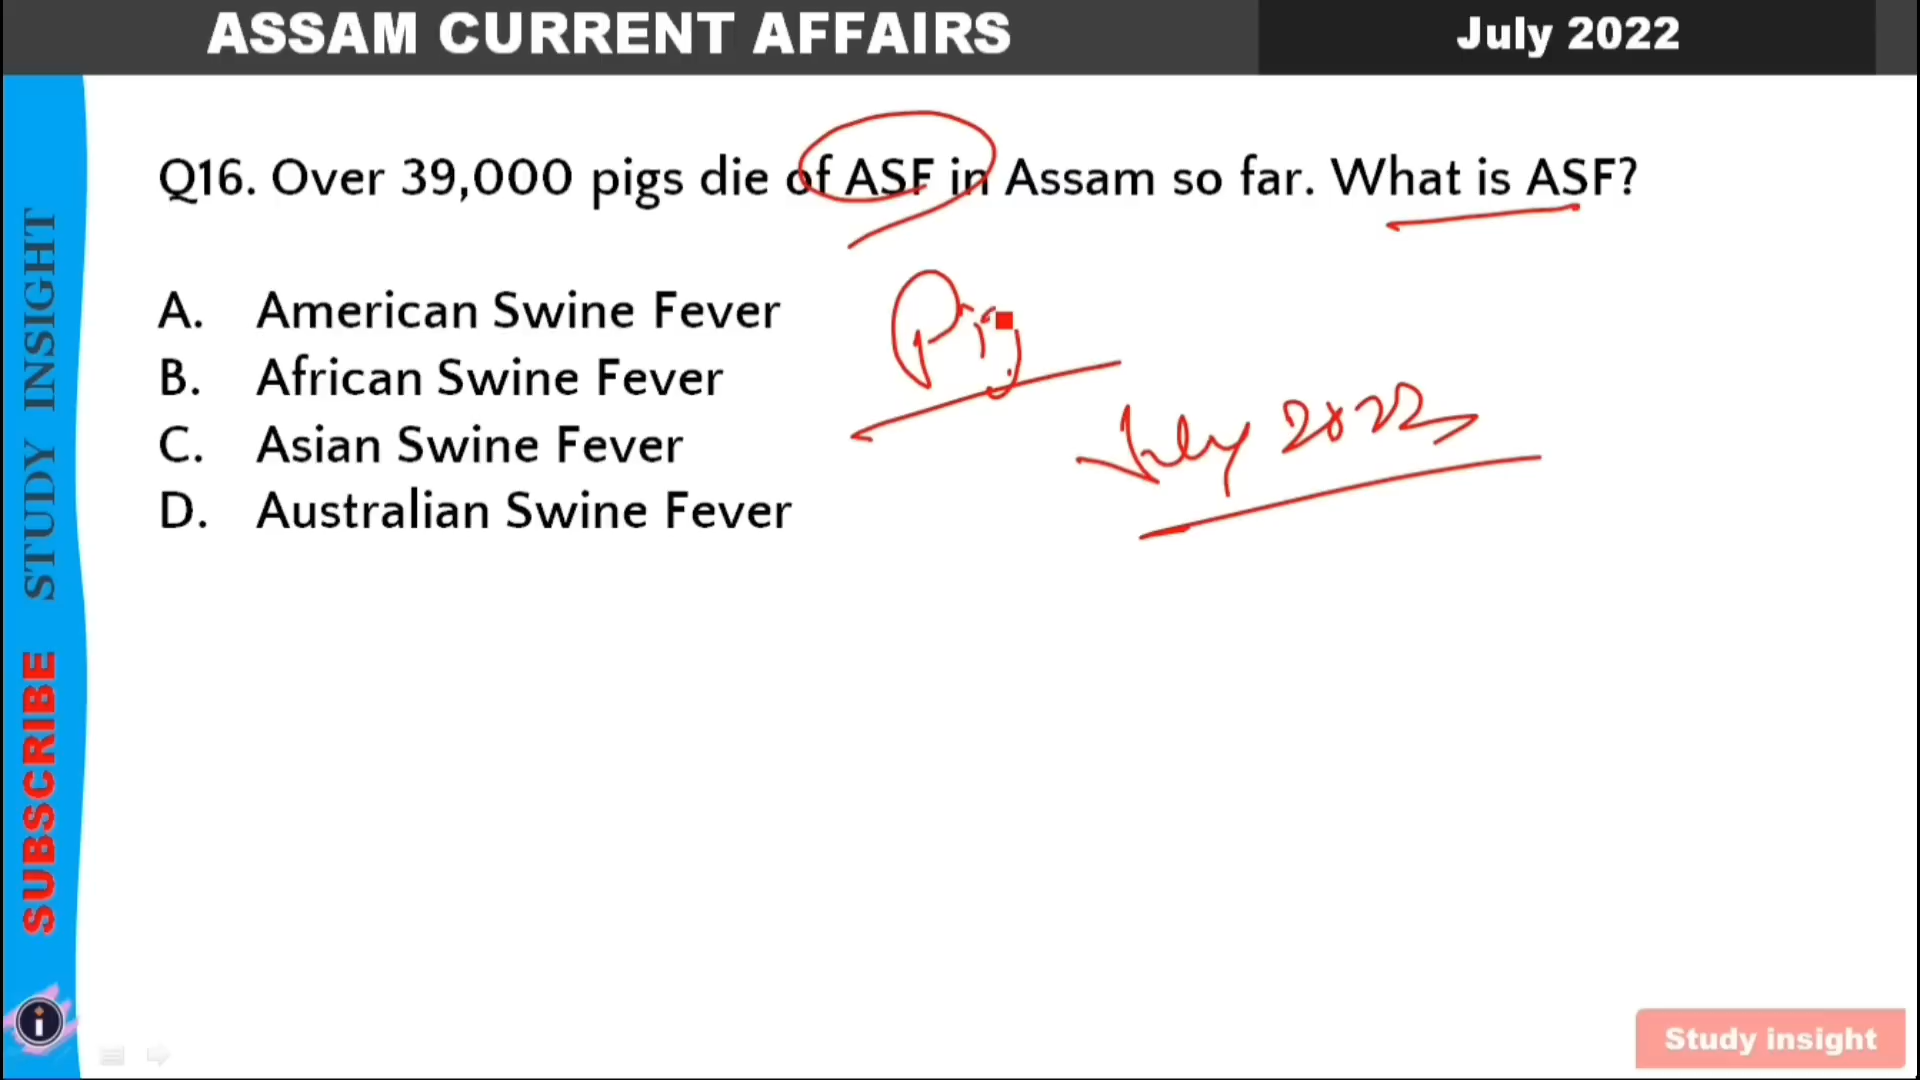 ASSAM CURRENT AFFAIRS
July 2022
Q16. Over 39,000 pigs die of ASF in Assam so far. What is ASF?
A. American Swine Fever
B. African Swine Fever
C. Asian Swine Fever
D. Australian Swine Fever
Pig
July 2022
SUBSCRIBE STUDY INSIGHT
i
Study insight